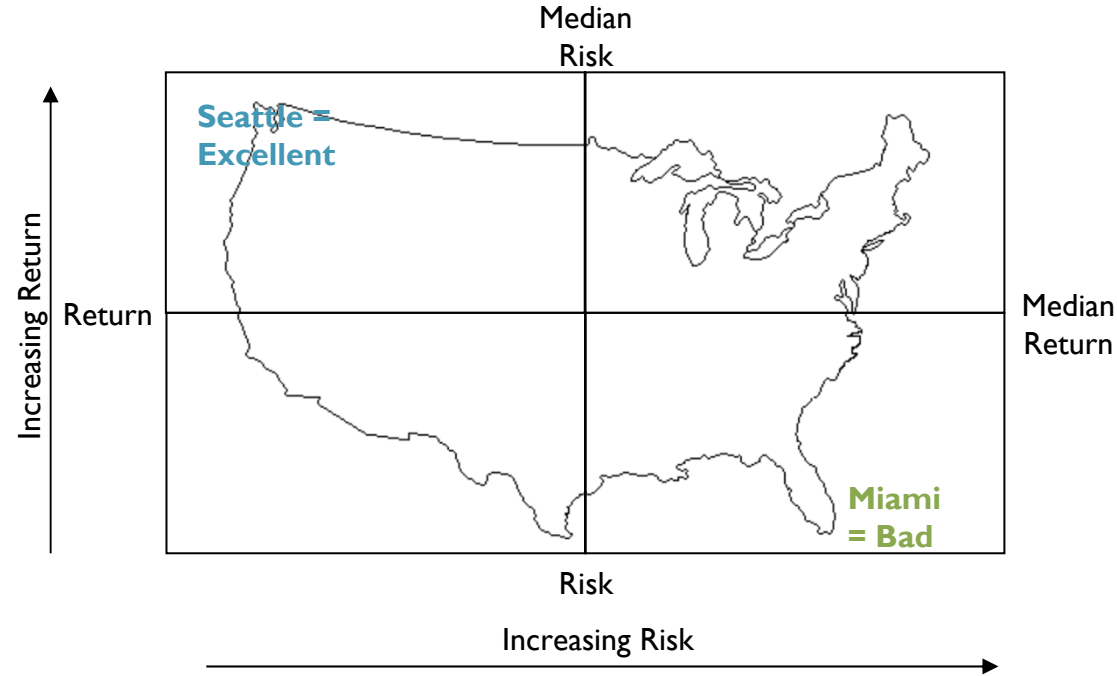 Median
Risk
Seattle =
Excellent
Increasing Return
Return
Median
Return
Miami
= Bad
Risk
Increasing Risk